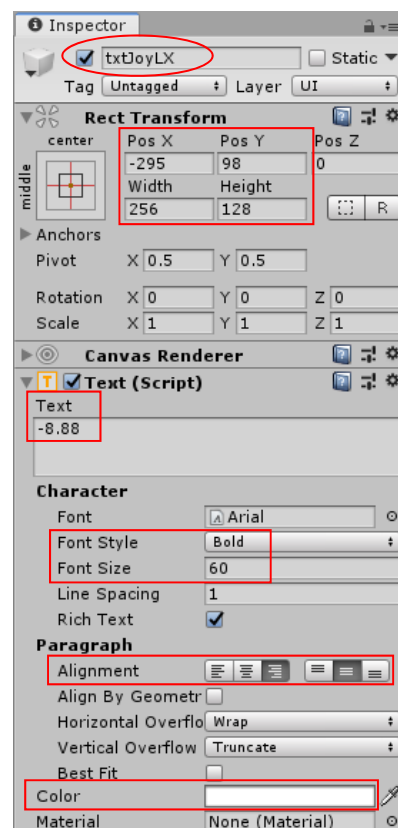 Inspector
txtJoyLX Static
Tag Untagged Layer UI
Rect Transform
center Pos X Pos Y Pos Z
middle -295 98 0
Width Height
256 128 R
Anchors
Pivot X 0.5 Y 0.5
Rotation X 0 Y 0 Z 0
Scale X 1 Y 1 Z 1
Canvas Renderer
T Text (Script)
Text
-8.88
Character
Font Arial
Font Style Bold
Font Size 60
Line Spacing 1
Rich Text
Paragraph
Alignment
Align By Geometr
Horizontal Overflo Wrap
Vertical Overflow Truncate
Best Fit
Color
Material None (Material)